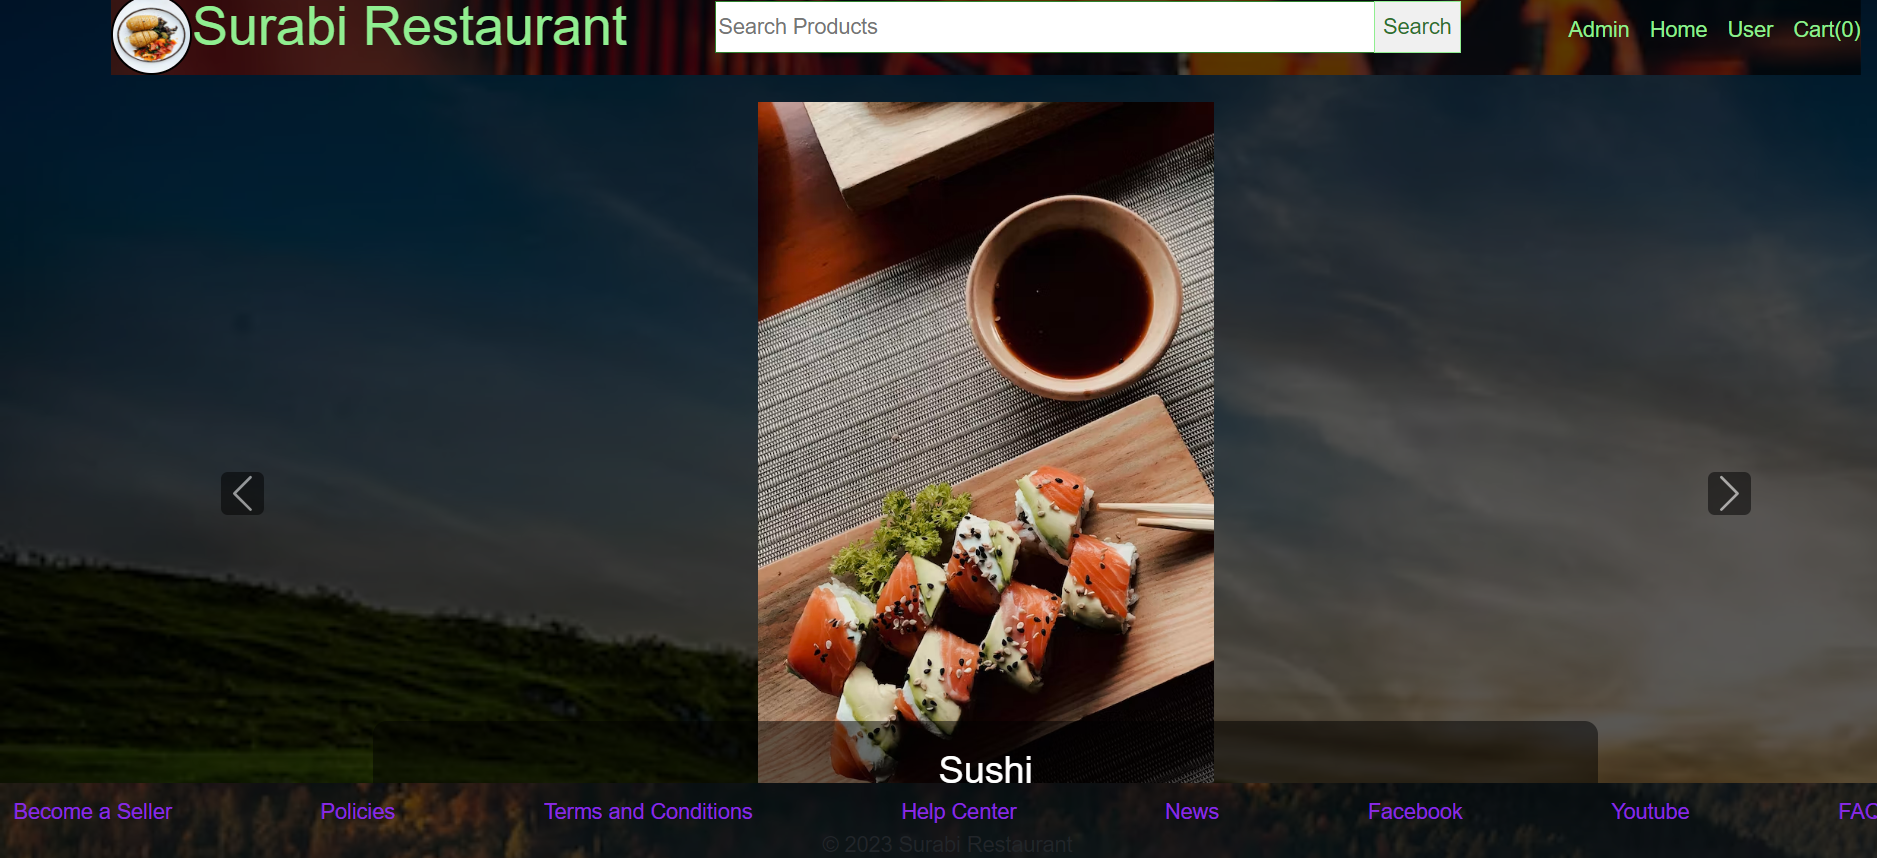 Surabi Restaurant
Search Products
Search
Admin Home User Cart(0)
Sushi
Become a Seller Policies Terms and Conditions Help Center News Facebook Youtube FAQ
© 2023 Surabi Restaurant